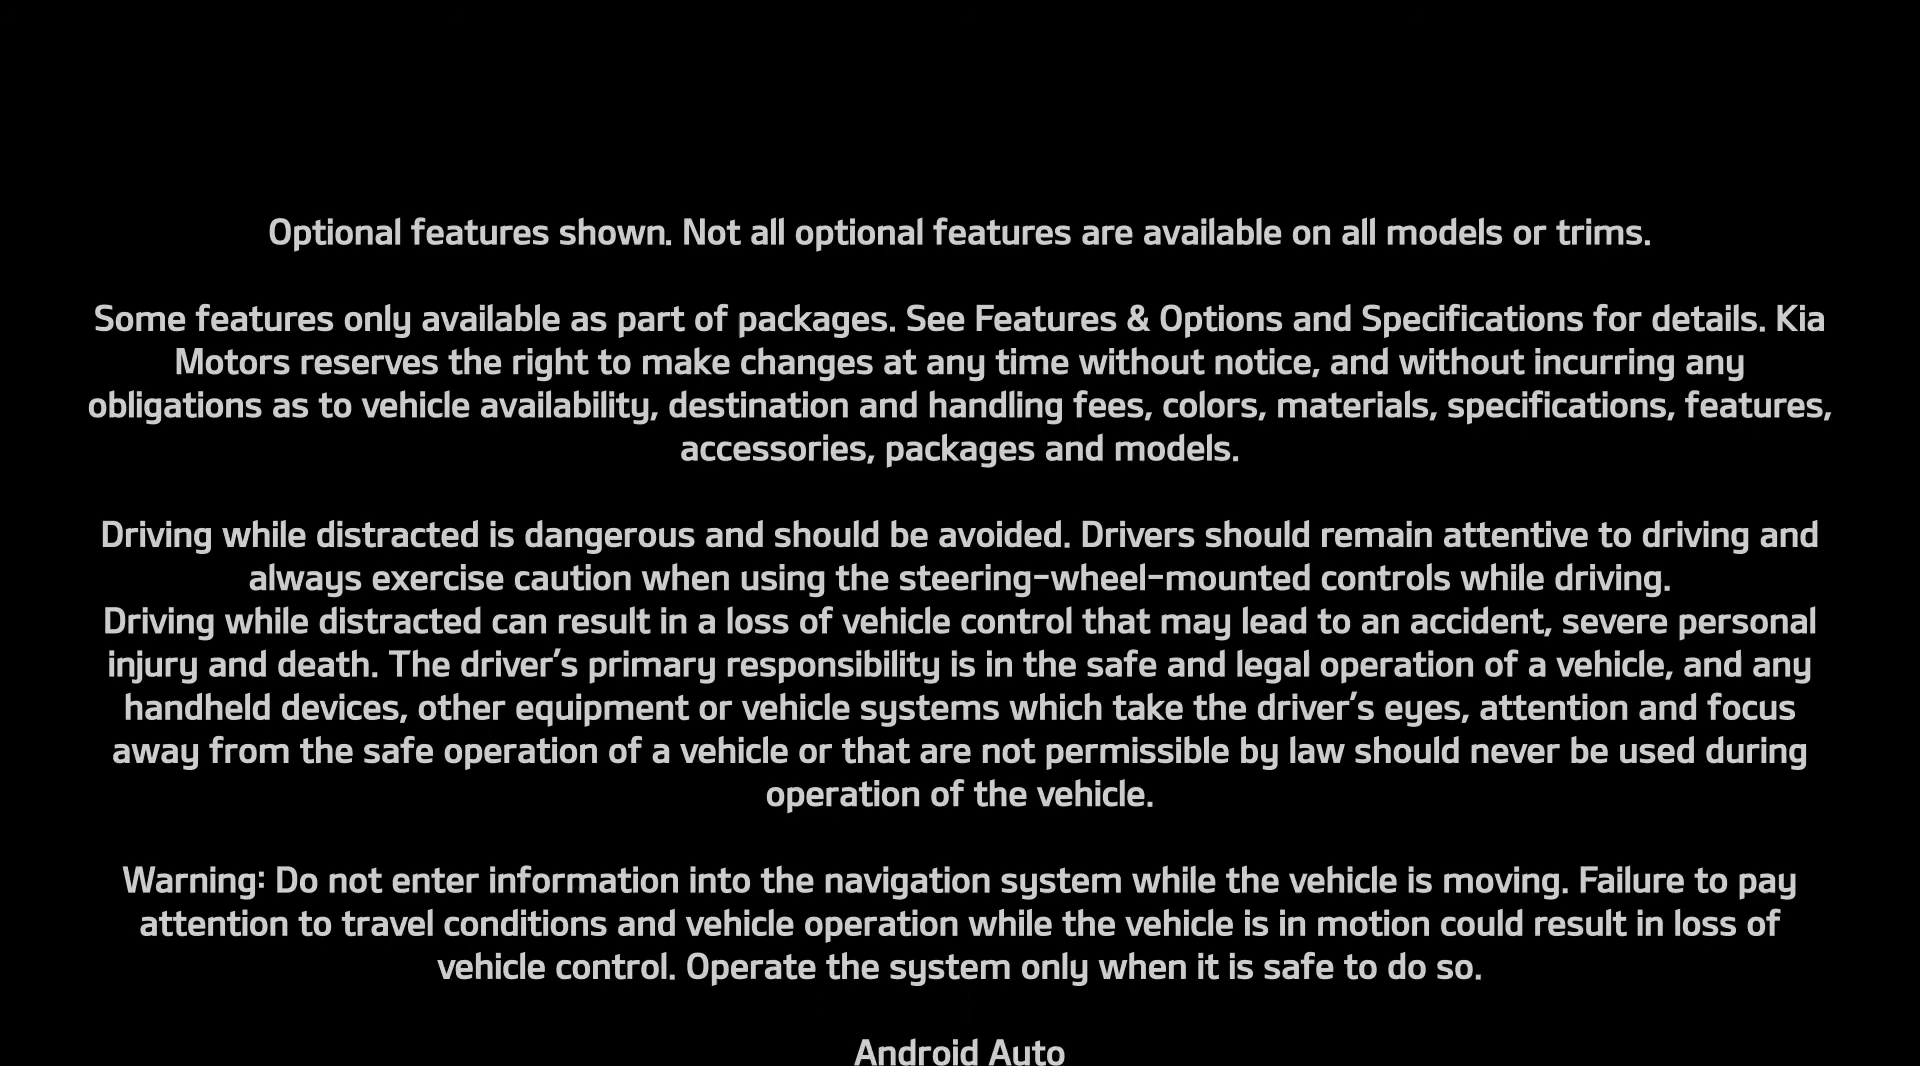 Optional features shown. Not all optional features are available on all models or trims.
Some features only available as part of packages. See Features & Options and Specifications for details. Kia
Motors reserves the right to make changes at any time without notice, and without incurring any
obligations as to vehicle availability, destination and handling fees, colors, materials, specifications, features,
accessories, packages and models.
Driving while distracted is dangerous and should be avoided. Drivers should remain attentive to driving and
always exercise caution when using the steering-wheel-mounted controls while driving.
Driving while distracted can result in a loss of vehicle control that may lead to an accident, severe personal
injury and death. The driver's primary responsibility is in the safe and legal operation of a vehicle, and any
handheld devices, other equipment or vehicle systems which take the driver's eyes, attention and focus
away from the safe operation of a vehicle or that are not permissible by law should never be used during
operation of the vehicle.
Warning: Do not enter information into the navigation system while the vehicle is moving. Failure to pay
attention to travel conditions and vehicle operation while the vehicle is in motion could result in loss of
vehicle control. Operate the system only when it is safe to do so.
Android Auto